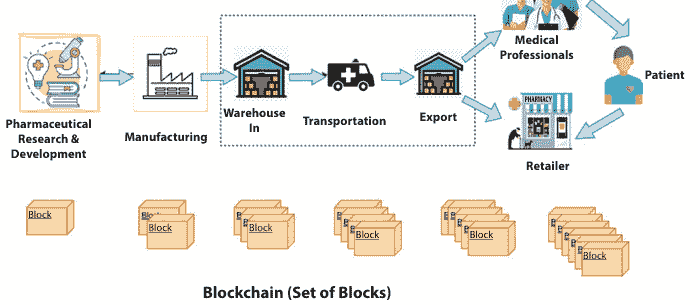 Medical
Professionals
Patient
PHARMACY
Pharmaceutical
Research &
Development
Manufacturing
Warehouse
In
Transportation
Export
Retailer
Block
Block
Block
Block
Block
Block
Blockchain (Set of Blocks)